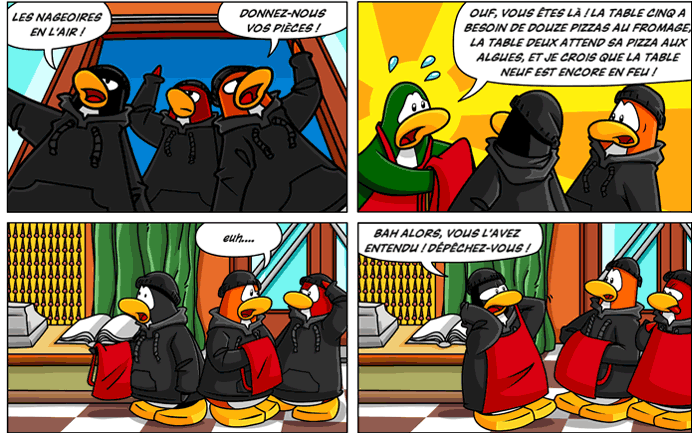 LES NAGEOIRES
EN L'AIR !
DONNEZ-NOUS
VOS PIÈCES !
OUF, VOUS ÊTES LÀ ! LA TABLE CINQ A
BESOIN DE DOUZE PIZZAS AU FROMAGE,
LA TABLE DEUX ATTEND SA PIZZA AUX
ALGUES, ET JE CROIS QUE LA TABLE
NEUF EST ENCORE EN FEU !
euh....
BAH ALORS, VOUS L'AVEZ
ENTENDU ! DÉPÊCHEZ-VOUS !